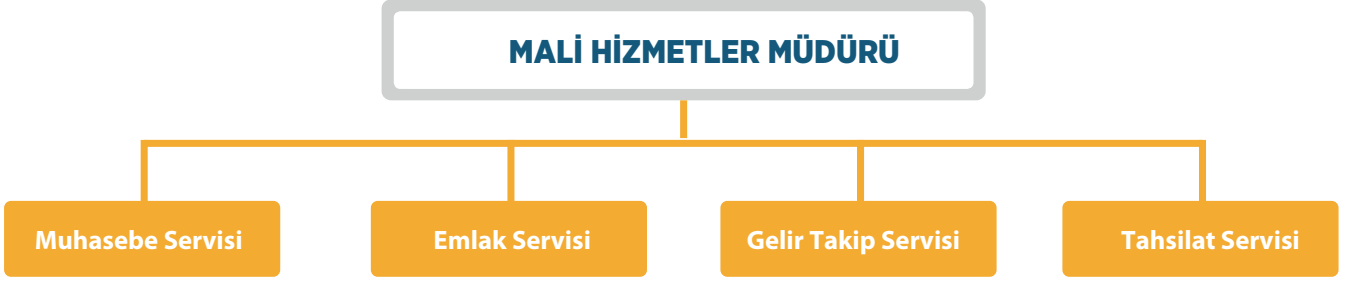 MALİ HİZMETLER MÜDÜRÜ
Muhasebe Servisi
Emlak Servisi
Gelir Takip Servisi
Tahsilat Servisi